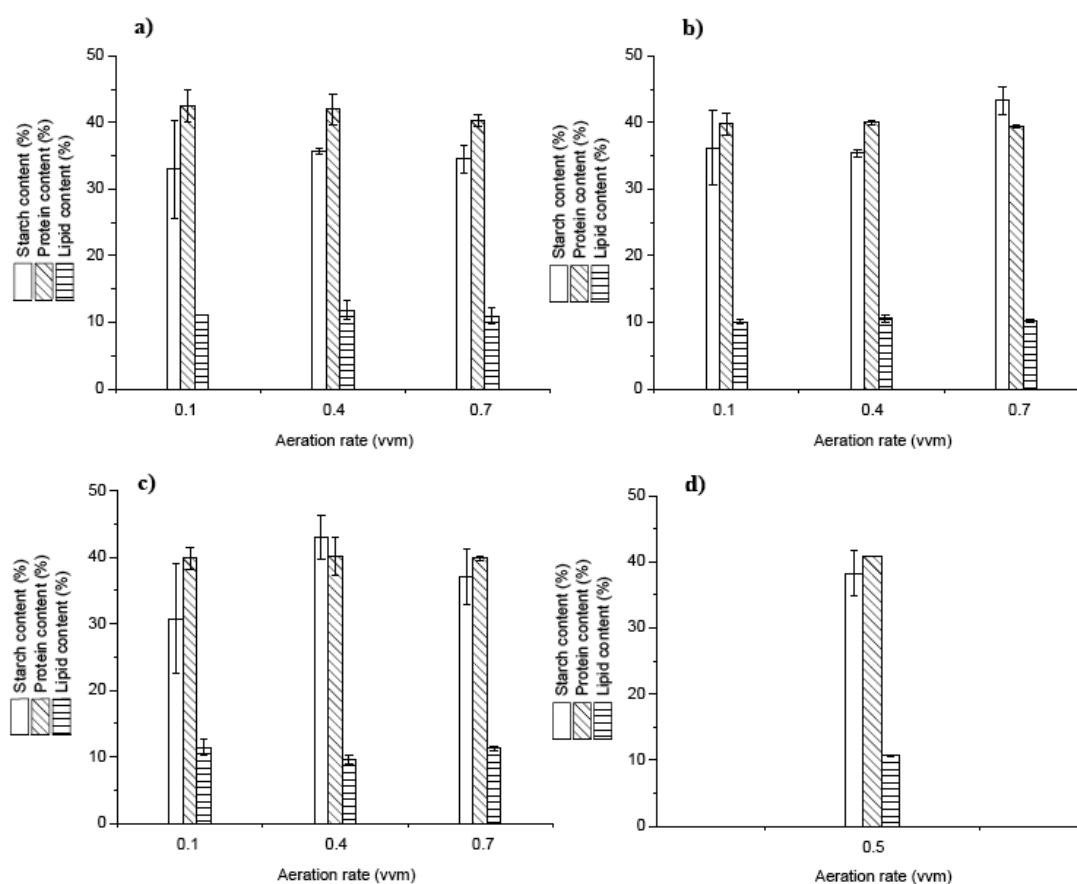 a)
50
40
30
20
10
0
Starch content (%)
Protein content (%)
Lipid content (%)
0.1 0.4 0.7
Aeration rate (vvm)
b)
50
40
30
20
10
0
Starch content (%)
Protein content (%)
Lipid content (%)
0.1 0.4 0.7
Aeration rate (vvm)
c)
50
40
30
20
10
0
Starch content (%)
Protein content (%)
Lipid content (%)
0.1 0.4 0.7
Aeration rate (vvm)
d)
50
40
30
20
10
0
Starch content (%)
Protein content (%)
Lipid content (%)
0.5
Aeration rate (vvm)